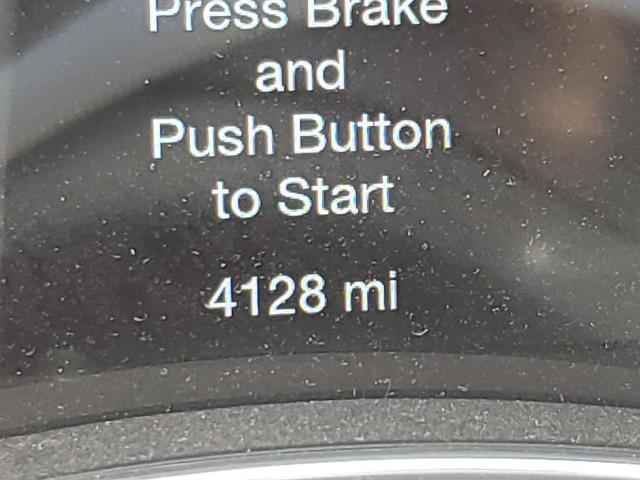 Press Brake
and
Push Button
to Start
4128 mi